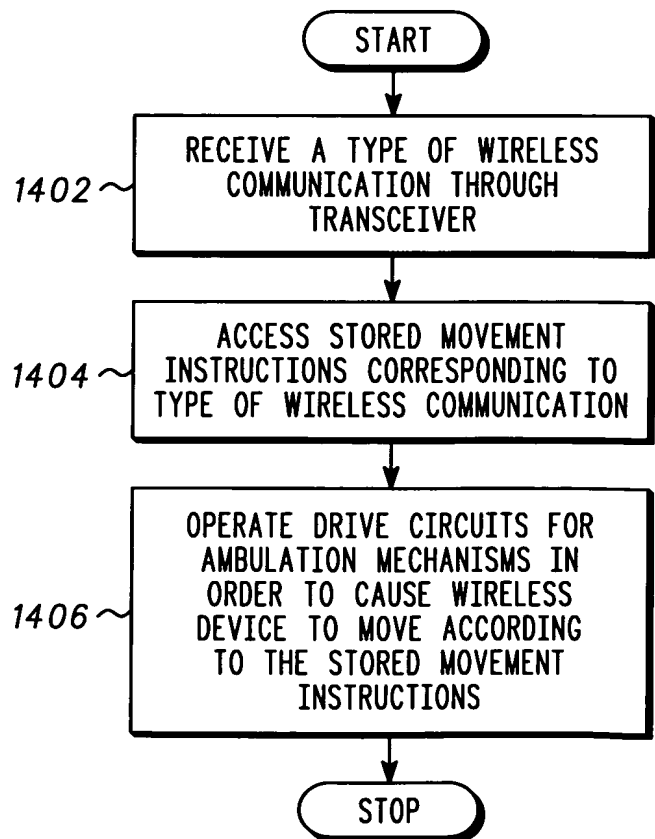 START
1402
RECEIVE A TYPE OF WIRELESS
COMMUNICATION THROUGH
TRANSCEIVER
1404
ACCESS STORED MOVEMENT
INSTRUCTIONS CORRESPONDING TO
TYPE OF WIRELESS COMMUNICATION
1406
OPERATE DRIVE CIRCUITS FOR
AMBULATION MECHANISMS IN
ORDER TO CAUSE WIRELESS
DEVICE TO MOVE ACCORDING
TO THE STORED MOVEMENT
INSTRUCTIONS
STOP